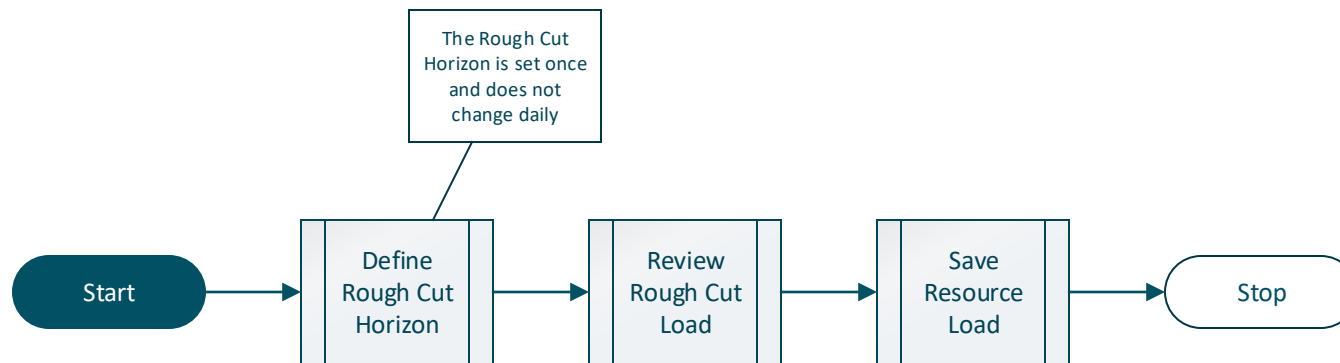 The Rough Cut
Horizon is set once
and does not
change daily
Start
Define
Rough Cut
Horizon
Review
Rough Cut
Load
Save
Resource
Load
Stop